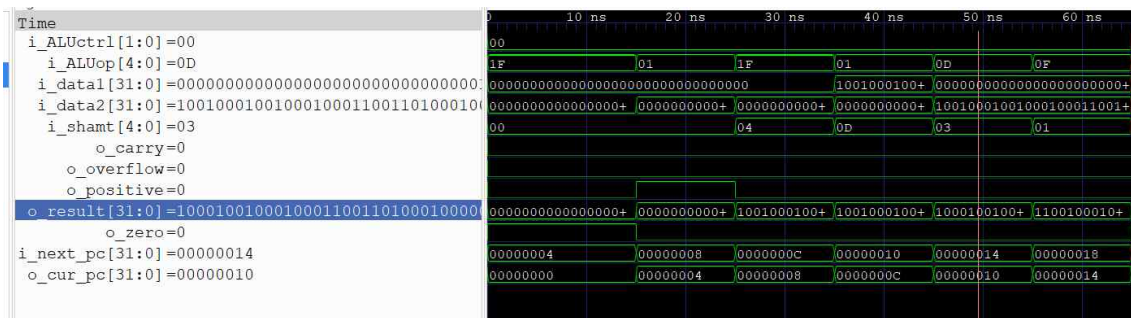 Time
0 10 ns 20 ns 30 ns 40 ns 50 ns 60 ns
i_ALUctrl[1:0]=00 00
i_ALUop[4:0]=0D 1F 01 1F 01 0D 0F
i_data1[31:0]= 00000000000000000000000000000000 1001000100+ 00000000000000000000+
i_data2[31:0]=1001000100100010001100110100010 0000000000000000+ 0000000000+ 0000000000+ 0000000000+ 10010001001000100011001+
i_shamt[4:0]=03 00 04 0D 03 01
o_carry=0
o_overflow=0
o_positive=0
o_result[31:0]=1000100100010001100110100010000 0000000000000000+ 0000000000+ 1001000100+ 1001000100+ 1000100100+ 1100100010+
o_zero=0
i_next_pc[31:0]=00000014 00000004 00000008 0000000C 00000010 00000014 00000018
o_cur_pc[31:0]=00000010 00000000 00000004 00000008 0000000C 00000010 00000014